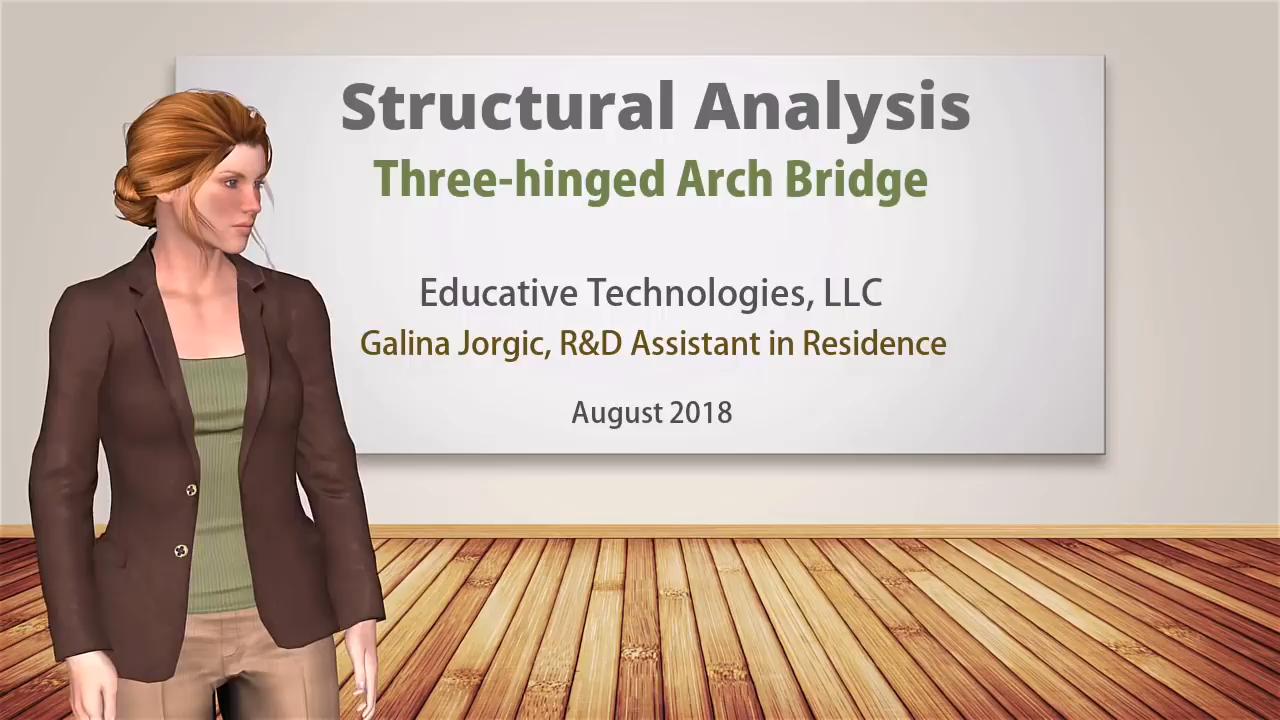 Structural Analysis
Three-hinged Arch Bridge
Educative Technologies, LLC
Galina Jorgic, R&D Assistant in Residence
August 2018